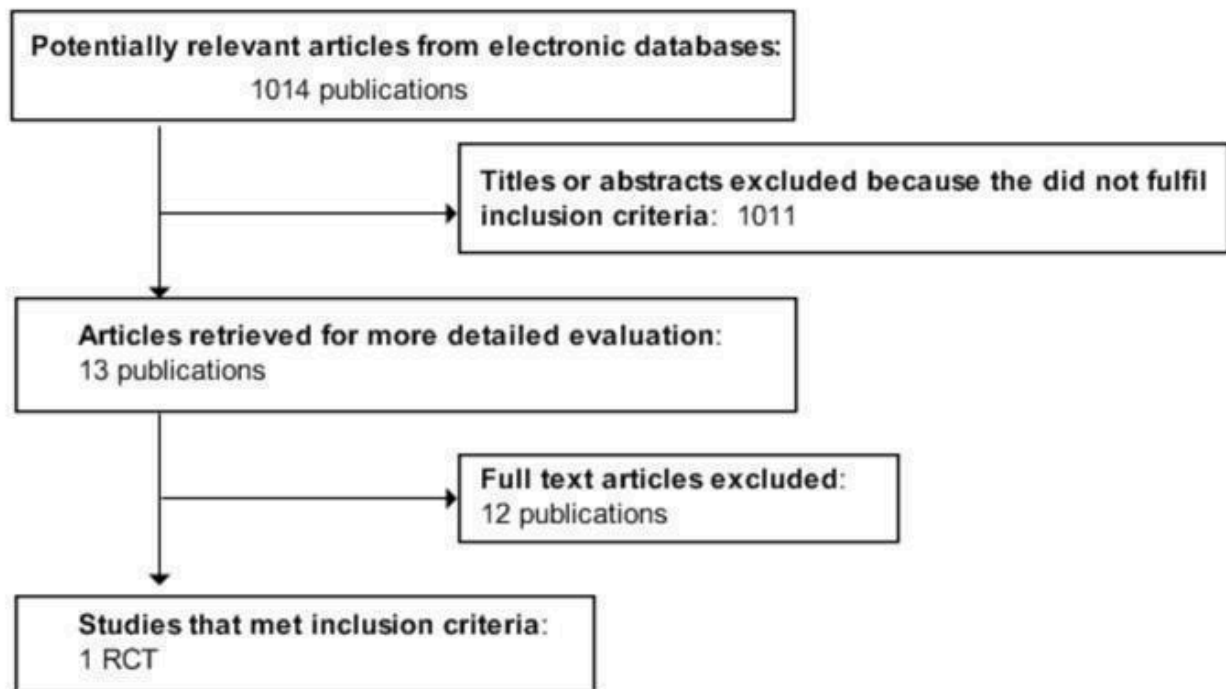 Potentially relevant articles from electronic databases:
1014 publications
Titles or abstracts excluded because the did not fulfil
inclusion criteria: 1011
Articles retrieved for more detailed evaluation:
13 publications
Full text articles excluded:
12 publications
Studies that met inclusion criteria:
1 RCT